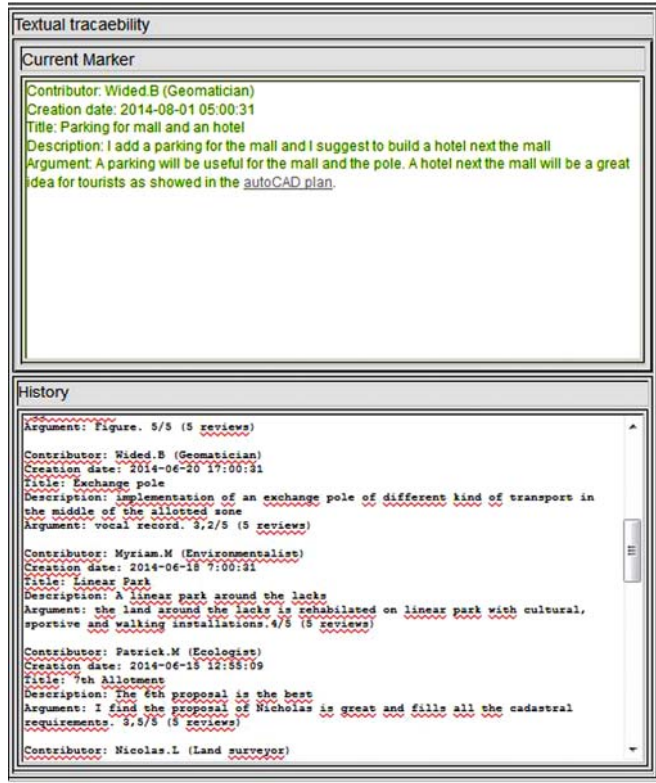 Textual tracaebility
Current Marker
Contributor: Wided.B (Geomatician)
Creation date: 2014-08-01 05:00:31
Title: Parking for mall and an hotel
Description: I add a parking for the mall and I suggest to build a hotel next the mall
Argument: A parking will be useful for the mall and the pole. A hotel next the mall will be a great
idea for tourists as showed in the autoCAD plan.
History
Argument: figure. 5/5 (5 reviews)
Contributor: Wided.B (Geomatician)
Creation date: 2014-06-20 17:00:31
Title: Exchange pole
Description: implementation of an exchange pole of different kind of transport in
the middle of the allotted zone
Argument: vocal record. 3,2/5 (5 reviews)
Contributor: Myriam.M (Environmentalist)
Creation date: 2014-06-18 7:00:31
Title: Linear Park
Description: A linear park around the lacks
Argument: the land around the lacks is rehabilated on linear park with cultural,
sportive and walking installations.4/5 (5 reviews)
Contributor: Patrick.M (Ecologist)
Creation date: 2014-06-15 12:55:09
Title: 7th Allotment
Description: The 6th proposal is the best
Argument: I find the proposal of Nicholas is great and fills all the cadastral
requirements. 3,5/5 (5 reviews)
Contributor: Nicolas.L (Land surveyor)